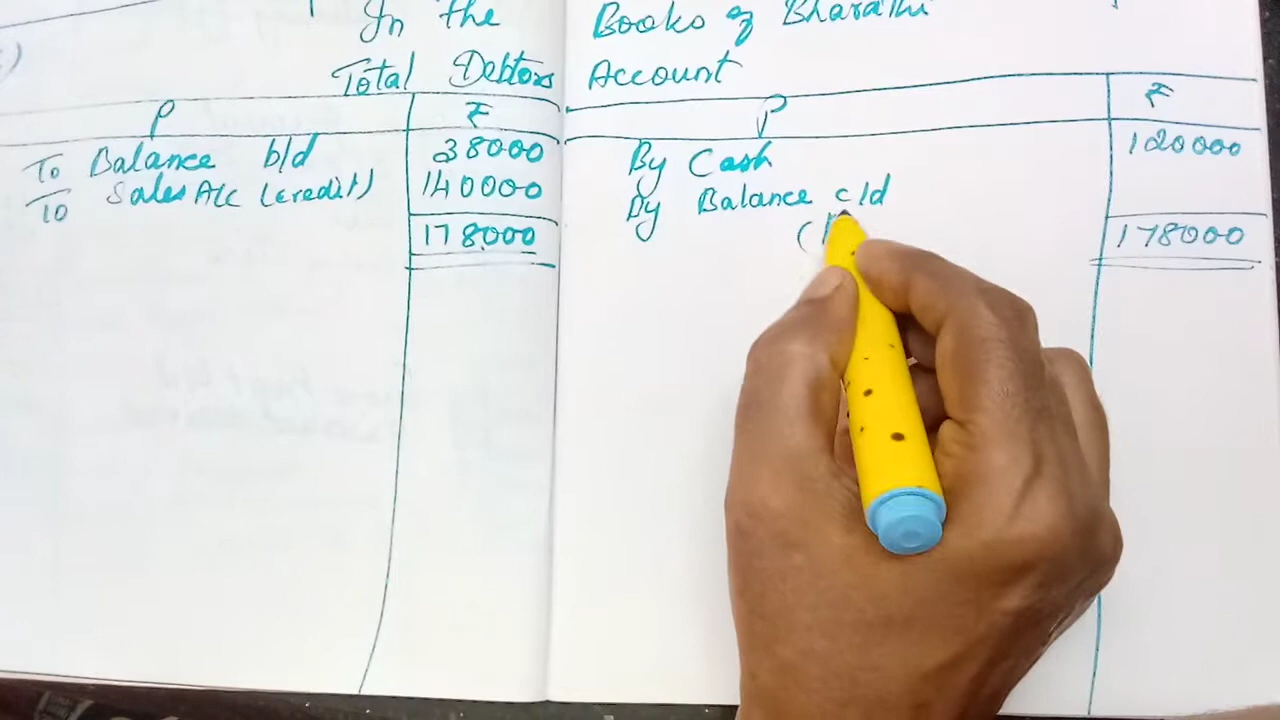 In the Books of Bharathi
Total Debtors Account
P ₹ P ₹
To Balance b/d 38000 By Cash 120000
To Sales A/c (credit) 140000 By Balance c/d
178000 ( 178000